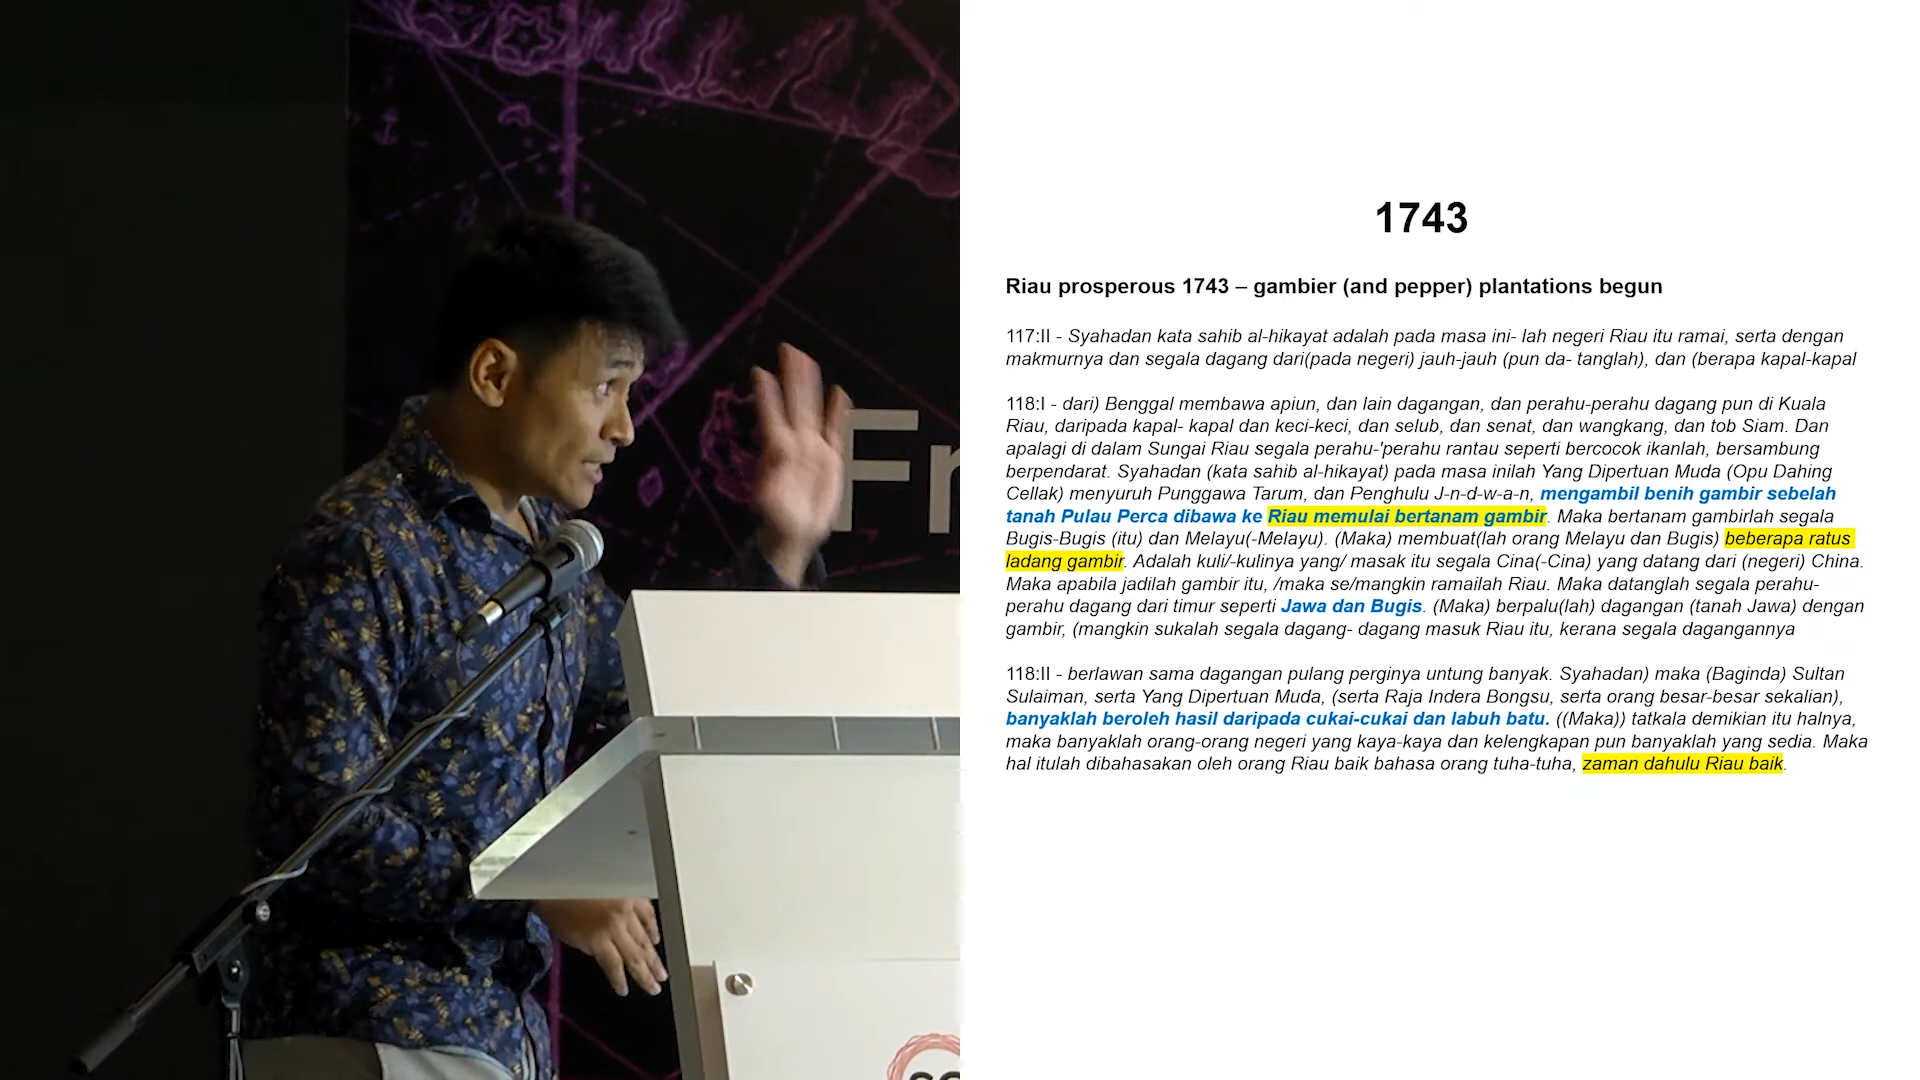 Fr
1743
Riau prosperous 1743 – gambier (and pepper) plantations begun
117:II - Syahadan kata sahib al-hikayat adalah pada masa ini- lah negeri Riau itu ramai, serta dengan
makmurnya dan segala dagang dari(pada negeri) jauh-jauh (pun da- tanglah), dan (berapa kapal-kapal
118:I - dari) Benggal membawa apiun, dan lain dagangan, dan perahu-perahu dagang pun di Kuala
Riau, daripada kapal- kapal dan keci-keci, dan selub, dan senat, dan wangkang, dan tob Siam. Dan
apalagi di dalam Sungai Riau segala perahu-'perahu rantau seperti bercocok ikanlah, bersambung
berpendarat. Syahadan (kata sahib al-hikayat) pada masa inilah Yang Dipertuan Muda (Opu Dahing
Cellak) menyuruh Punggawa Tarum, dan Penghulu J-n-d-w-a-n, mengambil benih gambir sebelah
tanah Pulau Perca dibawa ke Riau memulai bertanam gambir. Maka bertanam gambirlah segala
Bugis-Bugis (itu) dan Melayu(-Melayu). (Maka) membuat(lah orang Melayu dan Bugis) beberapa ratus
ladang gambir. Adalah kuli/-kulinya yang/ masak itu segala Cina(-Cina) yang datang dari (negeri) China.
Maka apabila jadilah gambir itu, /maka se/mangkin ramailah Riau. Maka datanglah segala perahu-
perahu dagang dari timur seperti Jawa dan Bugis. (Maka) berpalu(lah) dagangan (tanah Jawa) dengan
gambir, (mangkin sukalah segala dagang- dagang masuk Riau itu, kerana segala dagangannya
118:II - berlawan sama dagangan pulang perginya untung banyak. Syahadan) maka (Baginda) Sultan
Sulaiman, serta Yang Dipertuan Muda, (serta Raja Indera Bongsu, serta orang besar-besar sekalian),
banyaklah beroleh hasil daripada cukai-cukai dan labuh batu. ((Maka)) tatkala demikian itu halnya,
maka banyaklah orang-orang negeri yang kaya-kaya dan kelengkapan pun banyaklah yang sedia. Maka
hal itulah dibahasakan oleh orang Riau baik bahasa orang tuha-tuha, zaman dahulu Riau baik.